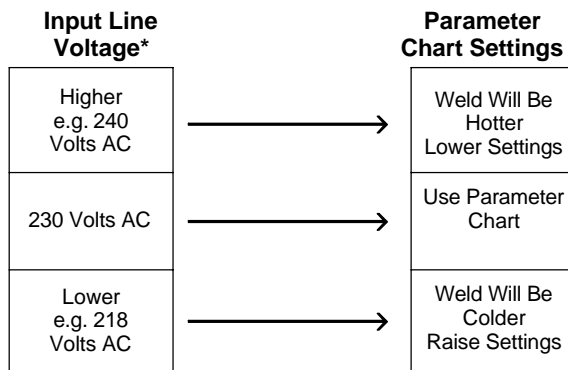 Input Line
Voltage*
Parameter
Chart Settings
Higher
e.g. 240
Volts AC
Weld Will Be
Hotter
Lower Settings
230 Volts AC
Use Parameter
Chart
Lower
e.g. 218
Volts AC
Weld Will Be
Colder
Raise Settings